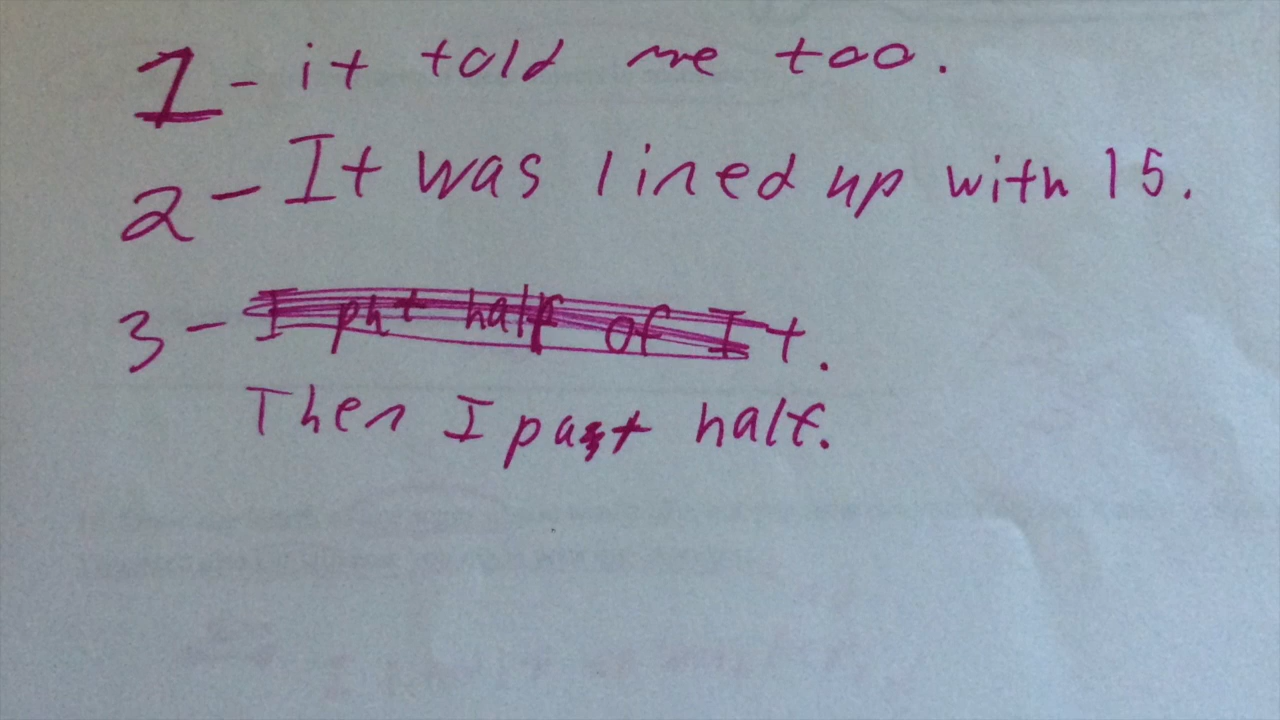 1 - it told me too.
2 - It was lined up with 15.
3 - I put half of It.
Then I past half.